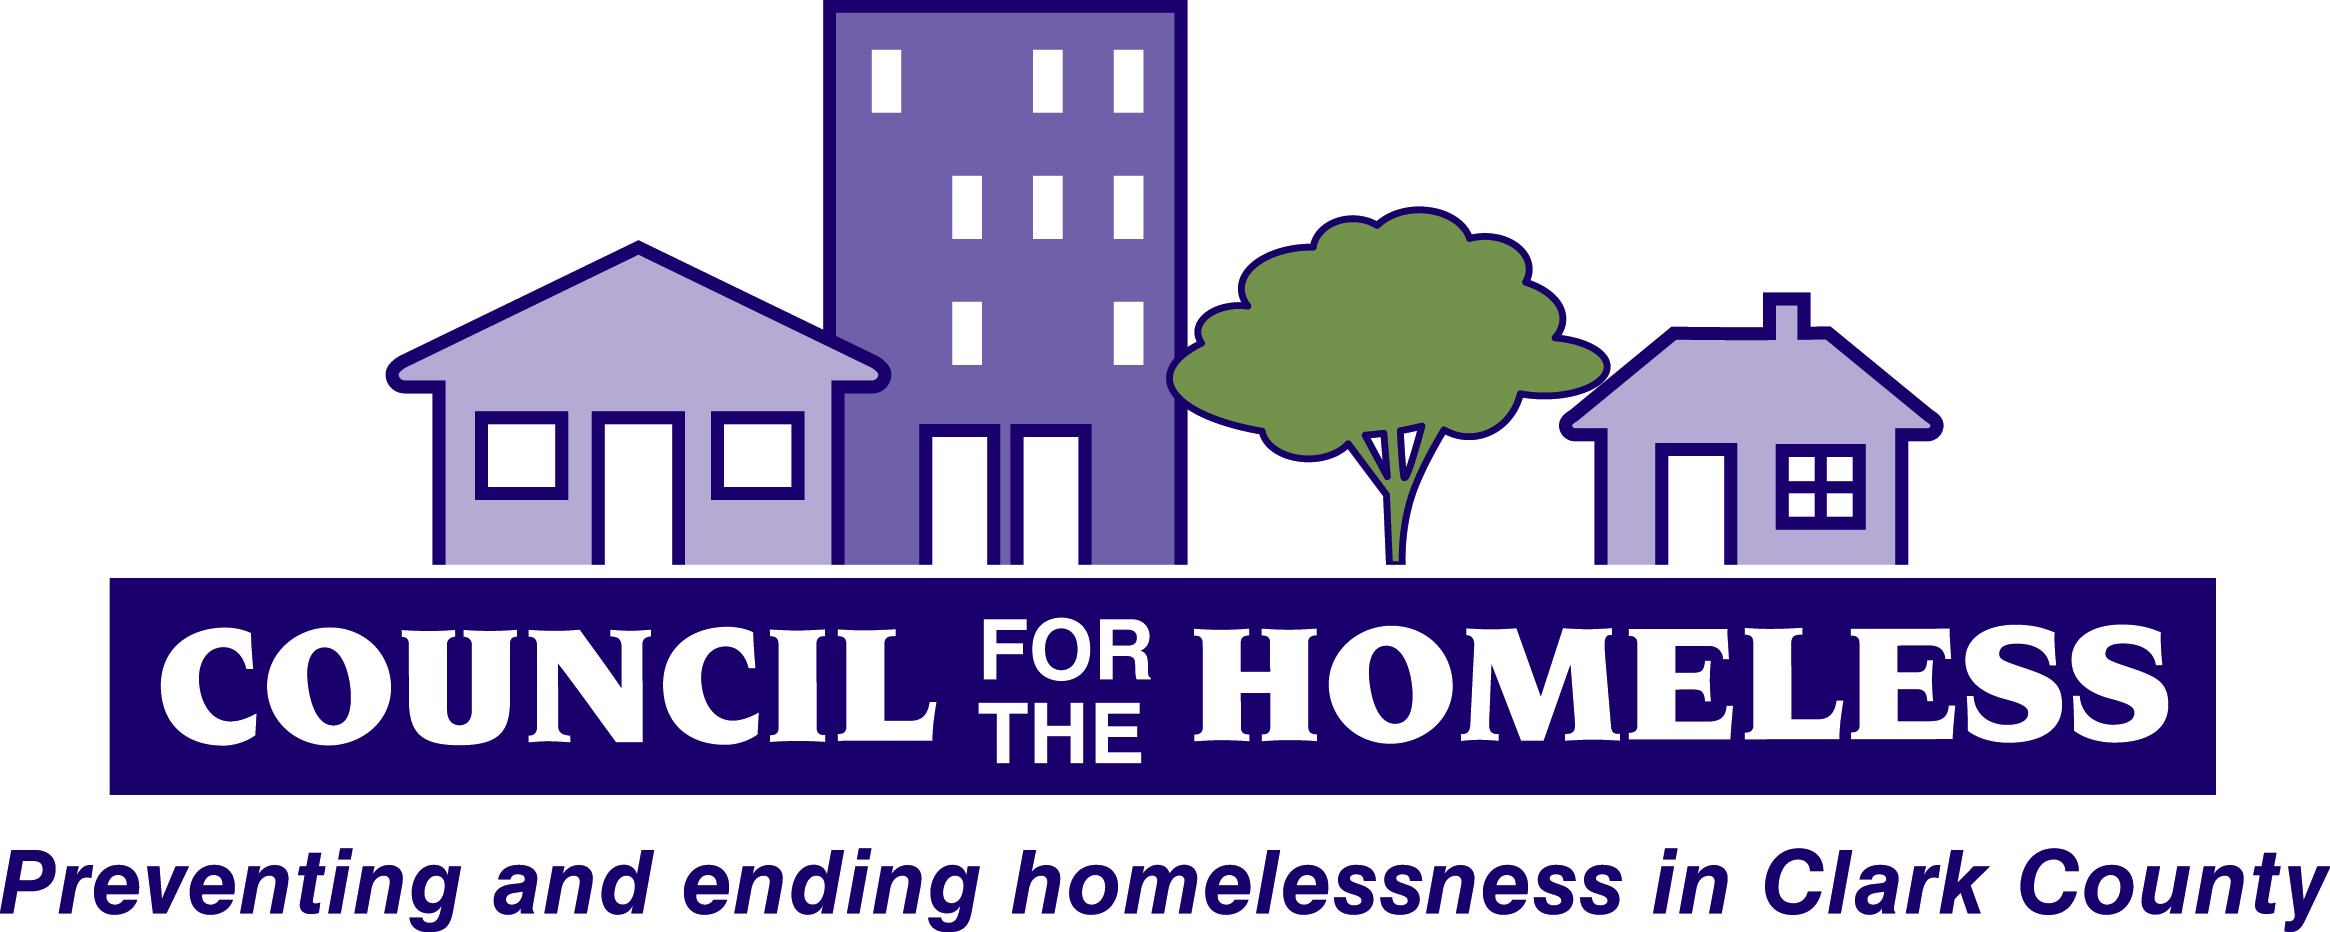 COUNCIL FOR THE HOMELESS
Preventing and ending homelessness in Clark County